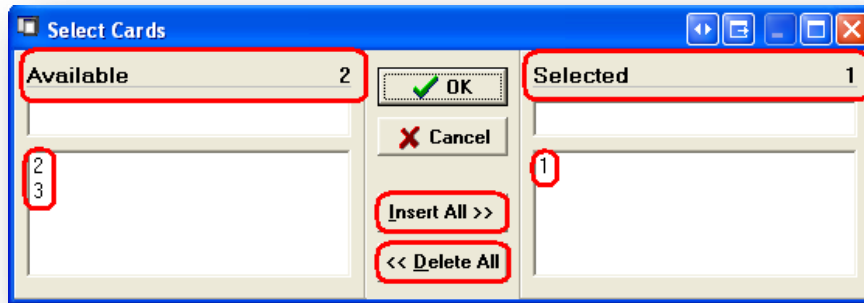 Select Cards
Available 2
OK
Selected 1
Cancel
2
3
1
Insert All >>
<< Delete All